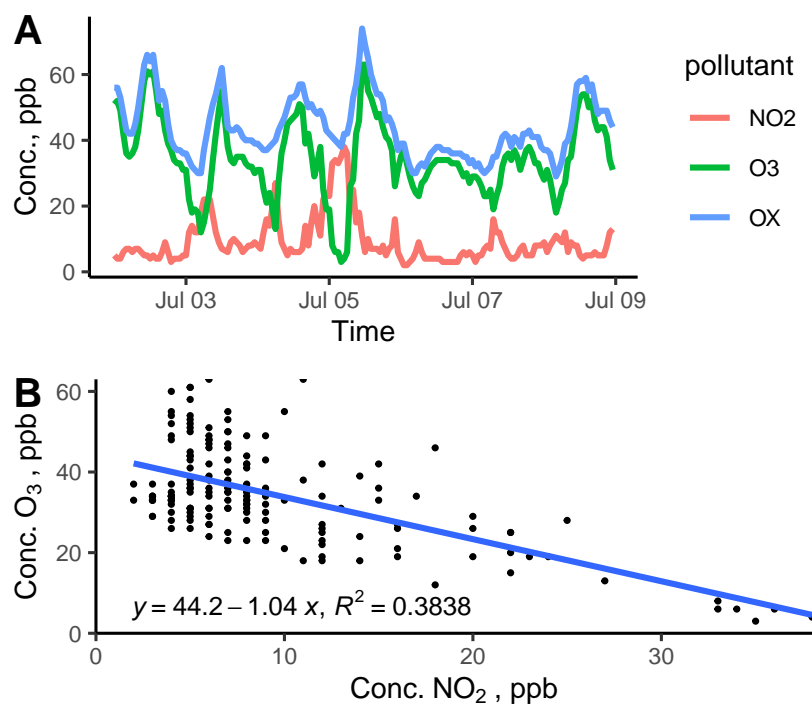 A
Conc., ppb
60
40
20
0
Jul 03
Jul 05
Jul 07
Jul 09
Time
pollutant
NO2
O3
OX
B
Conc. O₃ , ppb
60
40
20
0
y = 44.2 − 1.04 x, R² = 0.3838
0
10
20
30
Conc. NO₂ , ppb